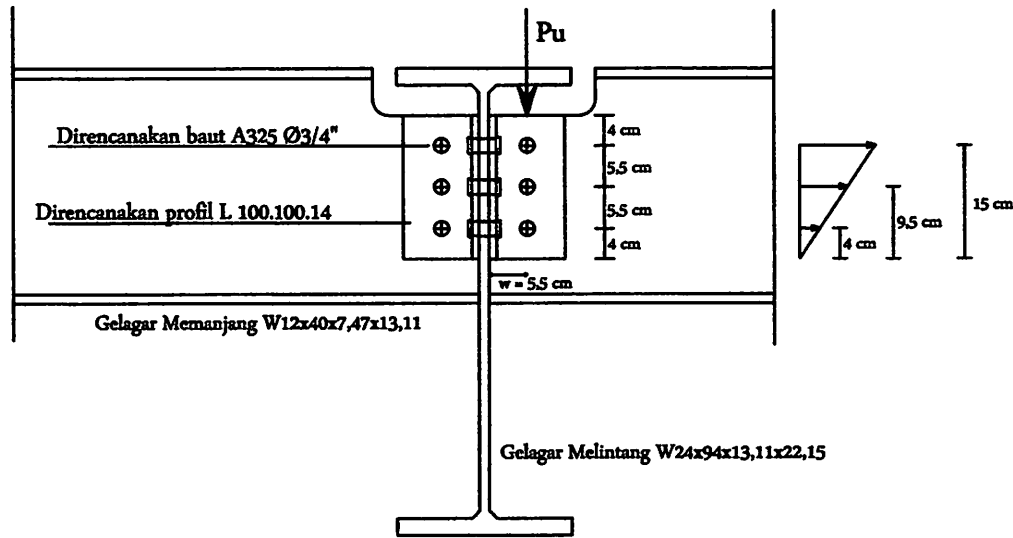 Pu
Direncanakan baut A325 Ø3/4"
Direncanakan profil L 100.100.14
4 cm
5.5 cm
5.5 cm
4 cm
4 cm
9.5 cm
15 cm
w = 5.5 cm
Gelagar Memanjang W12x40x7,47x13,11
Gelagar Melintang W24x94x13,11x22,15